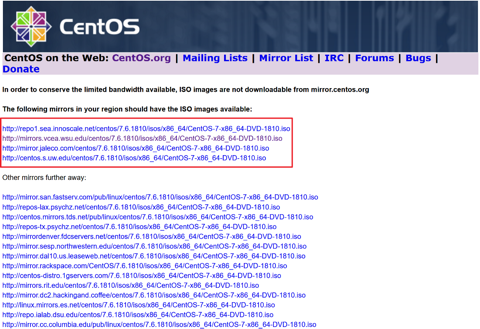 CentOS
CentOS on the Web: CentOS.org | Mailing Lists | Mirror List | IRC | Forums | Bugs |
Donate
In order to conserve the limited bandwidth available, ISO images are not downloadable from mirror.centos.org
The following mirrors in your region should have the ISO images available:
http://repo1.sea.innoscale.net/centos/7.6.1810/isos/x86_64/CentOS-7-x86_64-DVD-1810.iso
http://mirrors.vcea.wsu.edu/centos/7.6.1810/isos/x86_64/CentOS-7-x86_64-DVD-1810.iso
http://mirror.jaleco.com/centos/7.6.1810/isos/x86_64/CentOS-7-x86_64-DVD-1810.iso
http://centos.s.uw.edu/centos/7.6.1810/isos/x86_64/CentOS-7-x86_64-DVD-1810.iso
Other mirrors further away:
http://mirror.san.fastserv.com/pub/linux/centos/7.6.1810/isos/x86_64/CentOS-7-x86_64-DVD-1810.iso
http://repos-lax.psychz.net/centos/7.6.1810/isos/x86_64/CentOS-7-x86_64-DVD-1810.iso
http://centos.mirrors.tds.net/pub/linux/centos/7.6.1810/isos/x86_64/CentOS-7-x86_64-DVD-1810.iso
http://repos-tx.psychz.net/centos/7.6.1810/isos/x86_64/CentOS-7-x86_64-DVD-1810.iso
http://mirrordenver.fdcservers.net/centos/7.6.1810/isos/x86_64/CentOS-7-x86_64-DVD-1810.iso
http://mirror.sesp.northwestern.edu/centos/7.6.1810/isos/x86_64/CentOS-7-x86_64-DVD-1810.iso
http://mirror.dal10.us.leaseweb.net/centos/7.6.1810/isos/x86_64/CentOS-7-x86_64-DVD-1810.iso
http://mirror.rackspace.com/CentOS/7.6.1810/isos/x86_64/CentOS-7-x86_64-DVD-1810.iso
http://centos-distro.1gservers.com/7.6.1810/isos/x86_64/CentOS-7-x86_64-DVD-1810.iso
http://mirrors.rit.edu/centos/7.6.1810/isos/x86_64/CentOS-7-x86_64-DVD-1810.iso
http://mirror.dc2.hackingand.coffee/centos/7.6.1810/isos/x86_64/CentOS-7-x86_64-DVD-1810.iso
http://linux.mirrors.es.net/centos/7.6.1810/isos/x86_64/CentOS-7-x86_64-DVD-1810.iso
http://repo.ialab.dsu.edu/centos/7.6.1810/isos/x86_64/CentOS-7-x86_64-DVD-1810.iso
http://mirror.cc.columbia.edu/pub/linux/centos/7.6.1810/isos/x86_64/CentOS-7-x86_64-DVD-1810.iso